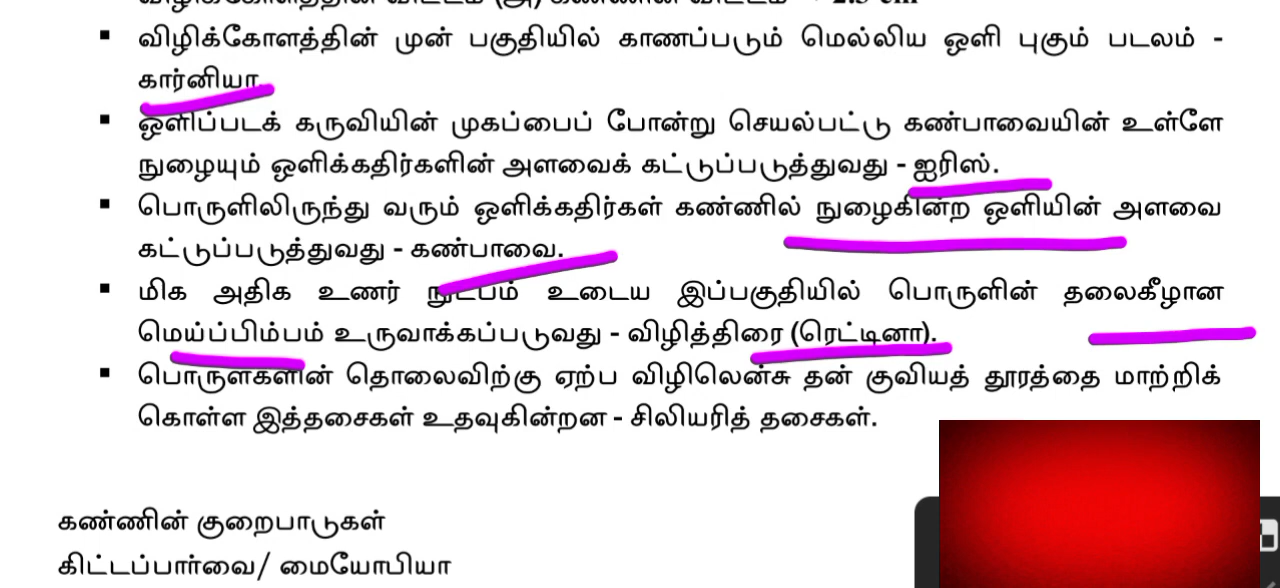 ▪ விழிக்கோளத்தின் முன் பகுதியில் காணப்படும் மெல்லிய ஒளி புகும் படலம் -
கார்னியா.
▪ ஒளிப்படக் கருவியின் முகப்பைப் போன்று செயல்பட்டு கண்பாவையின் உள்ளே
நுழையும் ஒளிக்கதிர்களின் அளவைக் கட்டுப்படுத்துவது - ஐரிஸ்.
▪ பொருளிலிருந்து வரும் ஒளிக்கதிர்கள் கண்ணில் நுழைகின்ற ஒளியின் அளவை
கட்டுப்படுத்துவது - கண்பாவை.
▪ மிக அதிக உணர் நுட்பம் உடைய இப்பகுதியில் பொருளின் தலைகீழான
மெய்ப்பிம்பம் உருவாக்கப்படுவது - விழித்திரை (ரெட்டினா).
▪ பொருள்களின் தொலைவிற்கு ஏற்ப விழிலென்சு தன் குவியத் தூரத்தை மாற்றிக்
கொள்ள இத்தசைகள் உதவுகின்றன - சிலியரித் தசைகள்.
கண்ணின் குறைபாடுகள்
கிட்டப்பார்வை/ மையோபியா